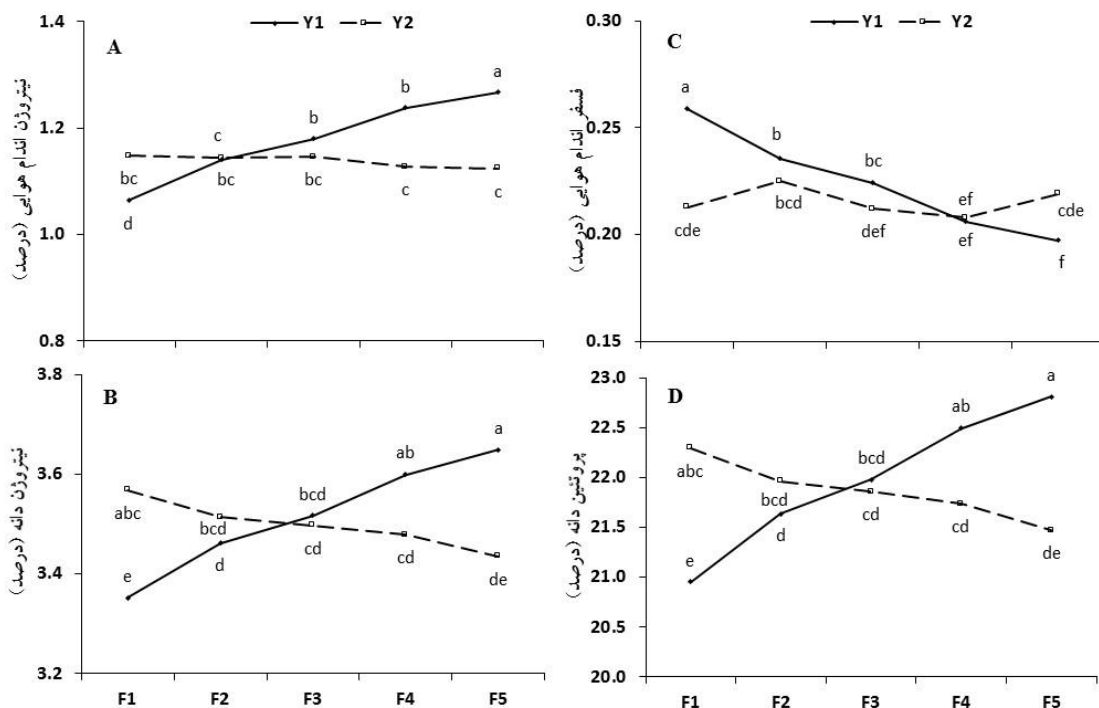 Y1 Y2
A
نیتروژن اندام هوایی (درصد)
1.4
1.2
1.0
0.8
bc
d
c
bc
b
bc
b
c
a
c
Y1 Y2
C
فسفر اندام هوایی (درصد)
0.30
0.25
0.20
0.15
a
cde
b
bcd
bc
def
ef
ef
cde
f
B
نیتروژن دانه (درصد)
3.8
3.6
3.4
3.2
abc
e
bcd
d
bcd
cd
ab
cd
a
de
F1 F2 F3 F4 F5
D
پروتئین دانه (درصد)
23.0
22.5
22.0
21.5
21.0
20.5
20.0
abc
e
bcd
d
bcd
cd
ab
cd
a
de
F1 F2 F3 F4 F5